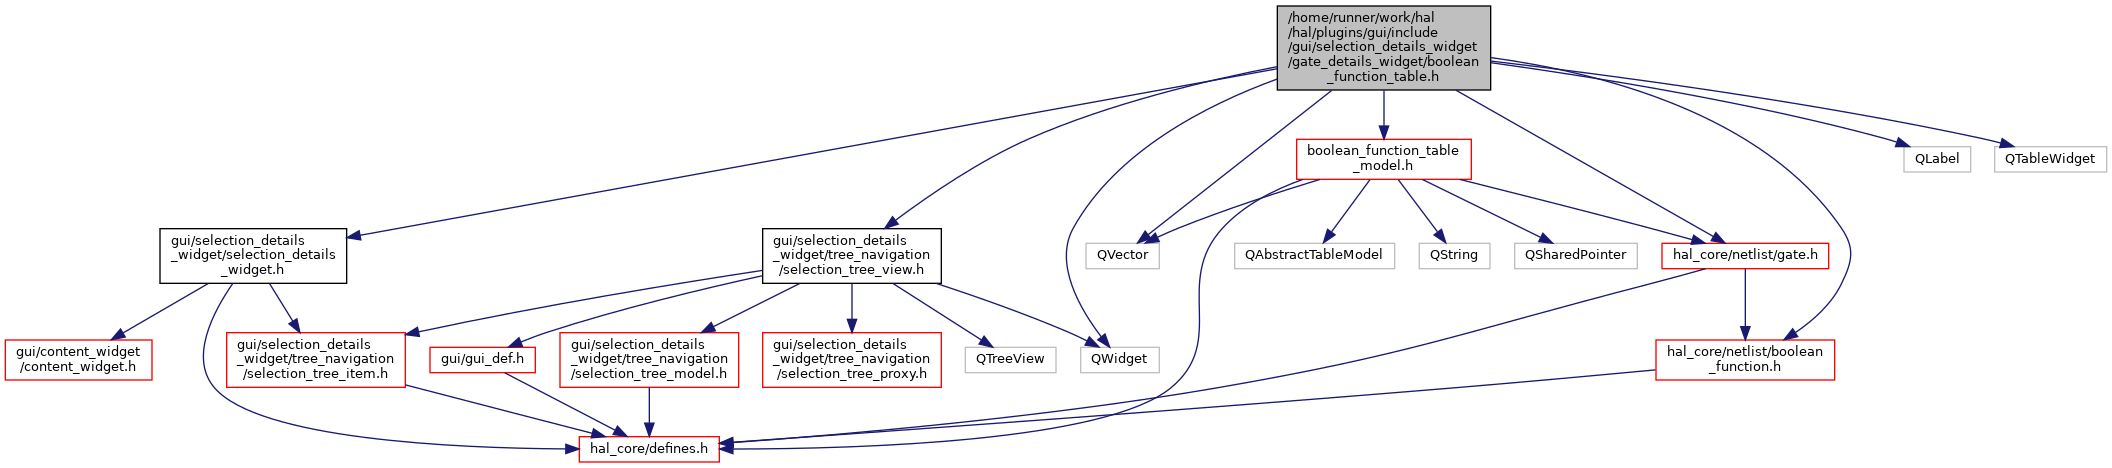 /home/runner/work/hal
/hal/plugins/gui/include
/gui/selection_details_widget
/gate_details_widget/boolean
_function_table.h
boolean_function_table
_model.h
QLabel
QTableWidget
gui/selection_details
_widget/selection_details
_widget.h
gui/selection_details
_widget/tree_navigation
/selection_tree_view.h
QVector
QAbstractTableModel
QString
QSharedPointer
hal_core/netlist/gate.h
gui/content_widget
/content_widget.h
gui/selection_details
_widget/tree_navigation
/selection_tree_item.h
gui/gui_def.h
gui/selection_details
_widget/tree_navigation
/selection_tree_model.h
gui/selection_details
_widget/tree_navigation
/selection_tree_proxy.h
QTreeView
QWidget
hal_core/netlist/boolean
_function.h
hal_core/defines.h